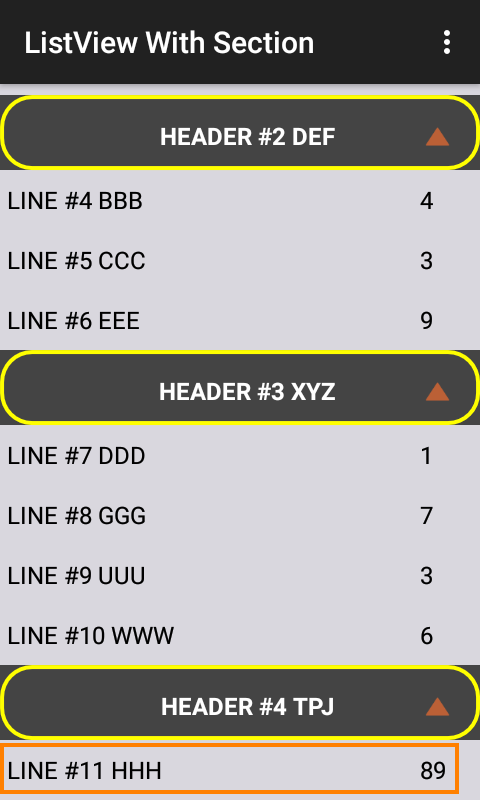 ListView With Section
HEADER #2 DEF
LINE #4 BBB 4
LINE #5 CCC 3
LINE #6 EEE 9
HEADER #3 XYZ
LINE #7 DDD 1
LINE #8 GGG 7
LINE #9 UUU 3
LINE #10 WWW 6
HEADER #4 TPJ
LINE #11 HHH 89